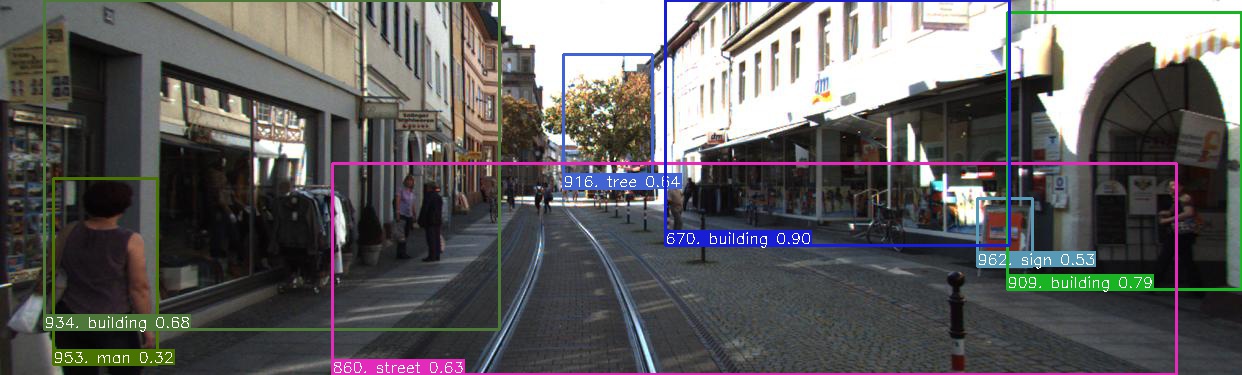 dm
dm
916. tree 0.64
670. building 0.90
962. sign 0.53
909. building 0.79
934. building 0.68
953. man 0.32
860. street 0.63